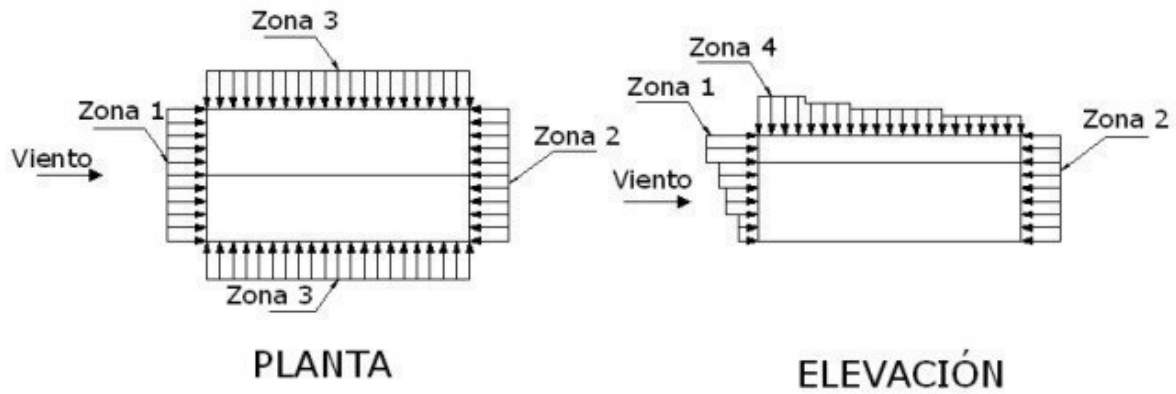 Zona 3
Zona 1
Viento
Zona 2
Zona 3
PLANTA
Zona 4
Zona 1
Zona 2
Viento
ELEVACIÓN